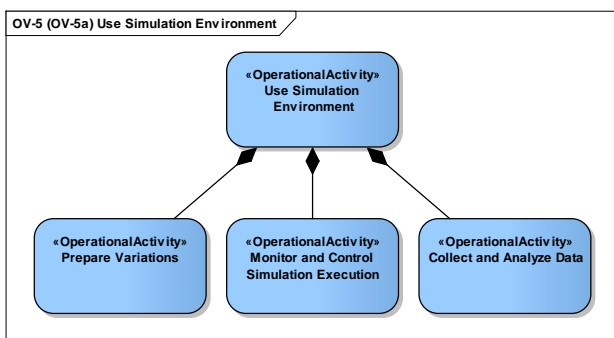 OV-5 (OV-5a) Use Simulation Environment
«OperationalActivity»
Use Simulation
Environment
«OperationalActivity»
Prepare Variations
«OperationalActivity»
Monitor and Control
Simulation Execution
«OperationalActivity»
Collect and Analyze Data